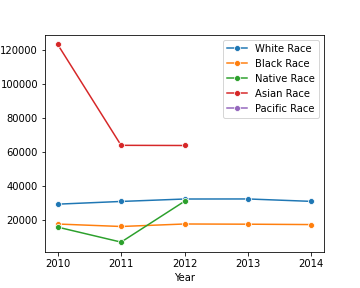 120000
100000
80000
60000
40000
20000
White Race
Black Race
Native Race
Asian Race
Pacific Race
2010 2011 2012 2013 2014
Year